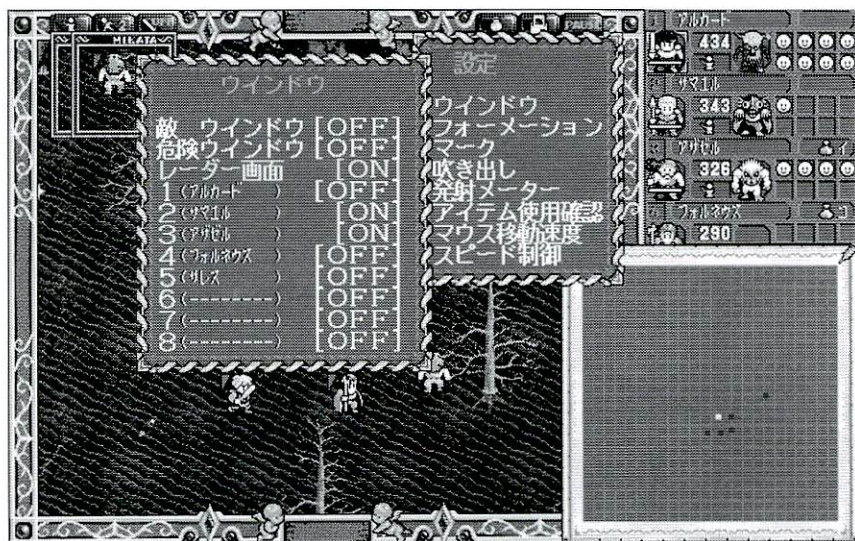 MIKATA
PAUSE
ウインドウ
敵　ウインドウ[OFF]
危険ウインドウ[OFF]
レーダー画面　[ON]
1(アルカード　)　[OFF]
2(サマエル　)　[ON]
3(アザゼル　)　[ON]
4(フォルネウス　)　[OFF]
5(サレス　)　[OFF]
6(--------)　[OFF]
7(--------)　[OFF]
8(--------)　[OFF]
設定
ウインドウ
フォーメーション
マーク
吹き出し
発射メーター
アイテム使用確認
マウス移動速度
スピード制御
アルカード
434
サマエル
343
アザゼル　イ
326
フォルネウス　コ
290